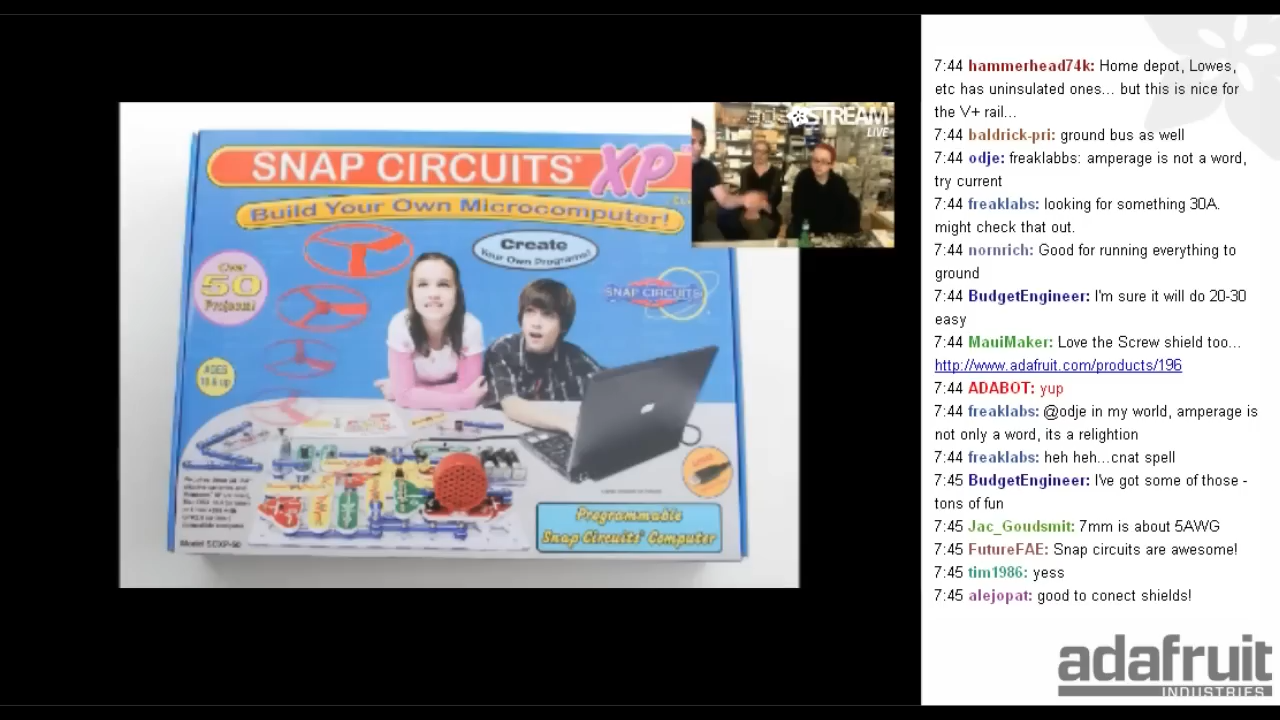 SNAP CIRCUITS® XP
Build Your Own Microcomputer!
Create
Your Own Programs!
Over
50
Projects!
SNAP CIRCUITS
AGES
Model SCXP-50
Programmable
Snap Circuits® Computer
STREAM
LIVE
7:44 hammerhead74k: Home depot, Lowes,
etc has uninsulated ones... but this is nice for
the V+ rail...
7:44 baldrick-pri: ground bus as well
7:44 odje: freaklabbs: amperage is not a word,
try current
7:44 freaklabs: looking for something 30A.
might check that out.
7:44 nornrich: Good for running everything to
ground
7:44 BudgetEngineer: I'm sure it will do 20-30
easy
7:44 MauiMaker: Love the Screw shield too...
http://www.adafruit.com/products/196
7:44 ADABOT: yup
7:44 freaklabs: @odje in my world, amperage is
not only a word, its a relightion
7:44 freaklabs: heh heh...cnat spell
7:45 BudgetEngineer: I've got some of those -
tons of fun
7:45 Jac_Goudsmit: 7mm is about 5AWG
7:45 FutureFAE: Snap circuits are awesome!
7:45 tim1986: yess
7:45 alejopat: good to conect shields!
adafruit
INDUSTRIES